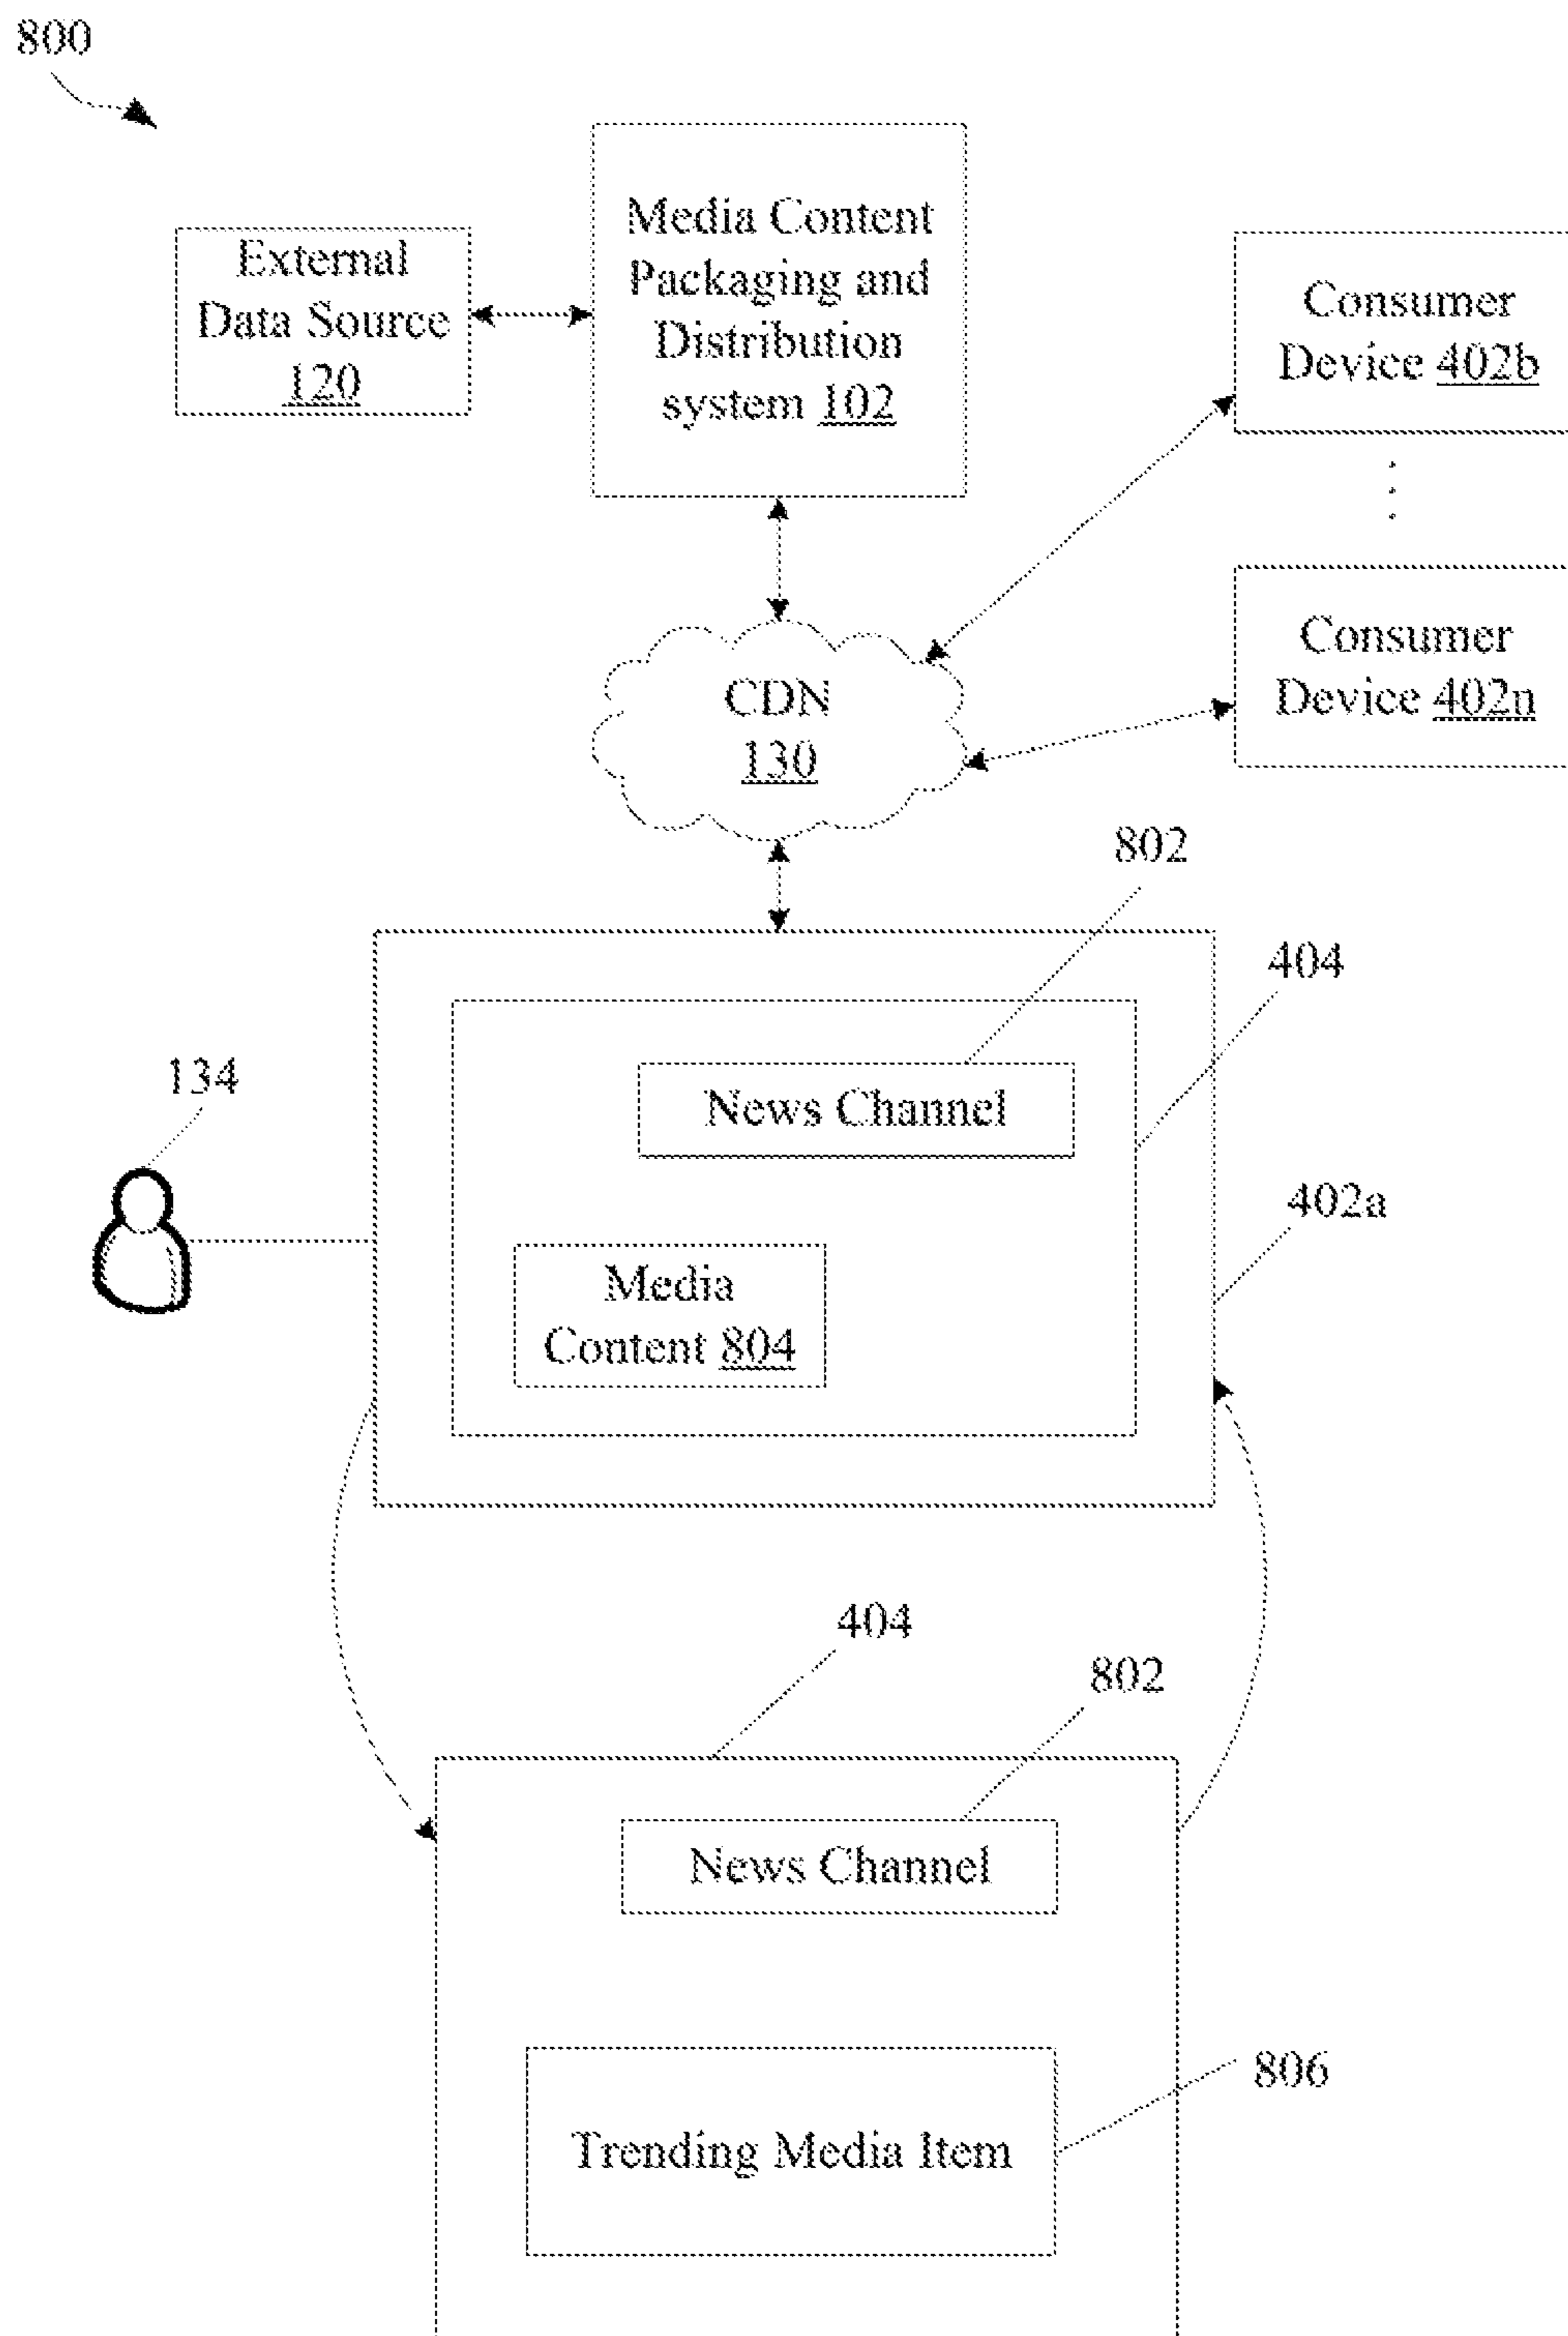 800
External
Data Source
120
Media Content
Packaging and
Distribution
system 102
Consumer
Device 402b
Consumer
Device 402n
CDN
130
802
404
News Channel
134
402a
Media
Content 804
404
802
News Channel
806
Trending Media Item